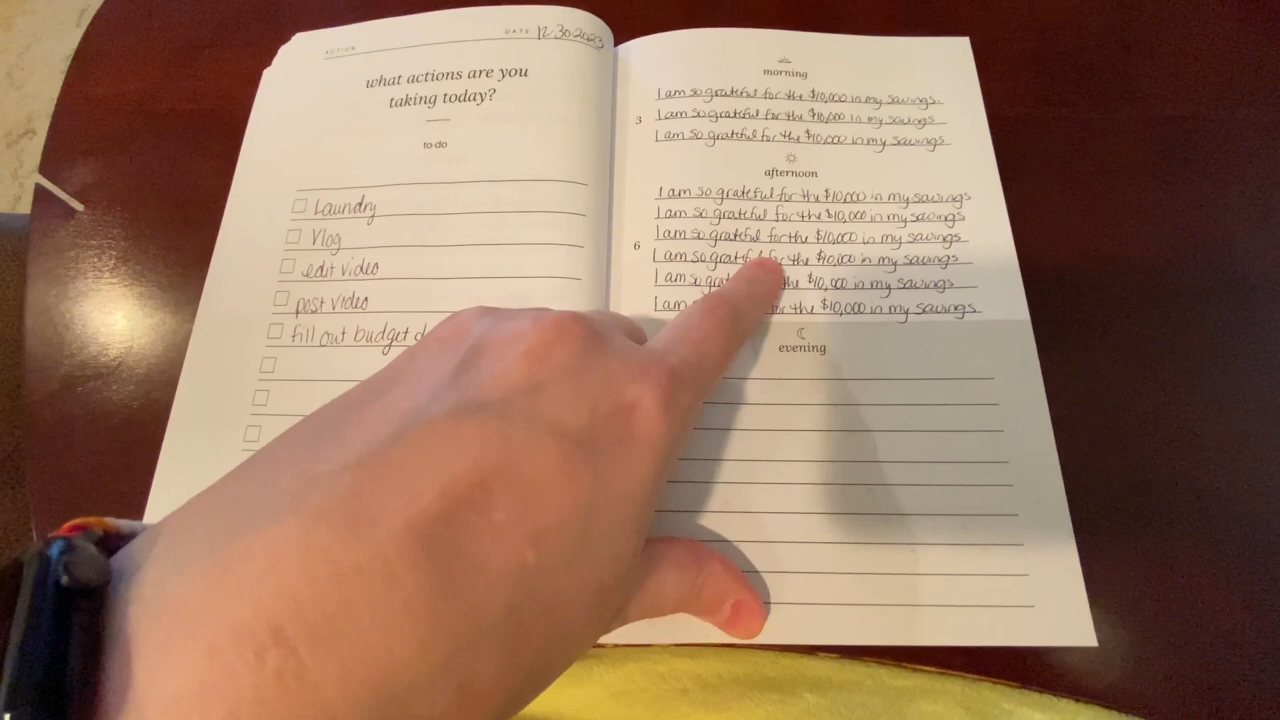 ACTION
DATE 12.30.2023
what actions are you
taking today?
to-do
Laundry
Vlog
edit video
post video
fill out budget
morning
I am so grateful for the $10,000 in my savings.
3
I am so grateful for the $10,000 in my savings
I am so grateful for the $10,000 in my savings
afternoon
I am so grateful for the $10,000 in my savings
I am so grateful for the $10,000 in my savings
I am so grateful for the $10,000 in my savings
6
I am so grateful for the $10,000 in my savings
I am so the $10,000 in my savings
I am for the $10,000 in my savings
evening